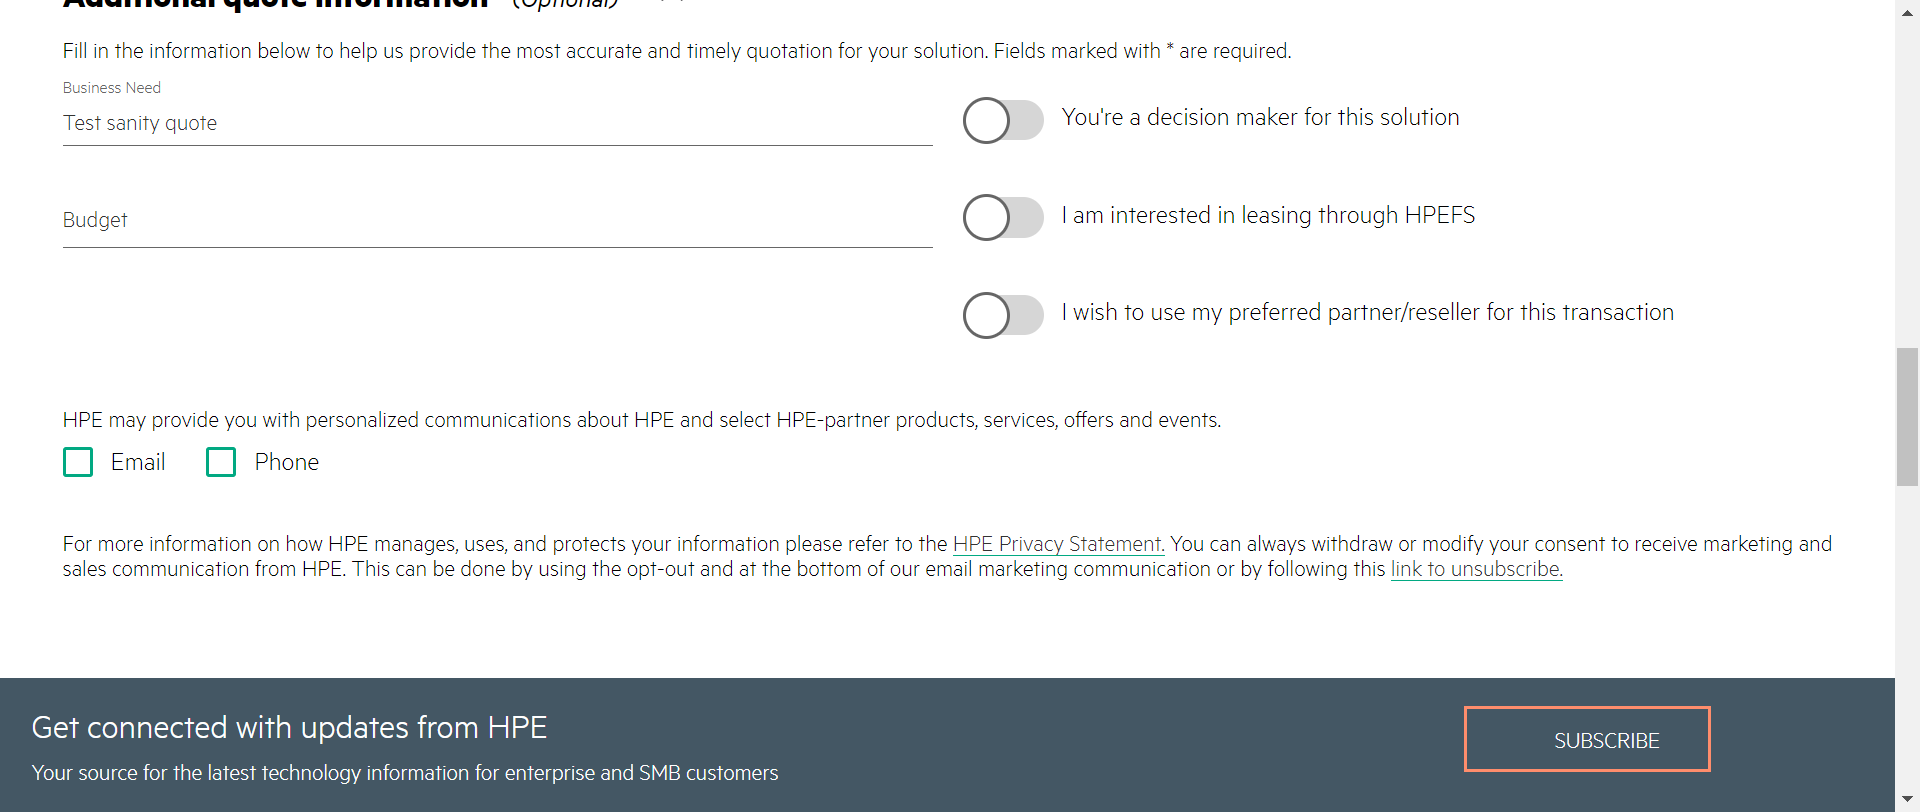 Additional quote information (Optional)
Fill in the information below to help us provide the most accurate and timely quotation for your solution. Fields marked with * are required.
Business Need
Test sanity quote
You're a decision maker for this solution
Budget
I am interested in leasing through HPEFS
I wish to use my preferred partner/reseller for this transaction
HPE may provide you with personalized communications about HPE and select HPE-partner products, services, offers and events.
Email Phone
For more information on how HPE manages, uses, and protects your information please refer to the HPE Privacy Statement. You can always withdraw or modify your consent to receive marketing and
sales communication from HPE. This can be done by using the opt-out and at the bottom of our email marketing communication or by following this link to unsubscribe.
Get connected with updates from HPE
SUBSCRIBE
Your source for the latest technology information for enterprise and SMB customers